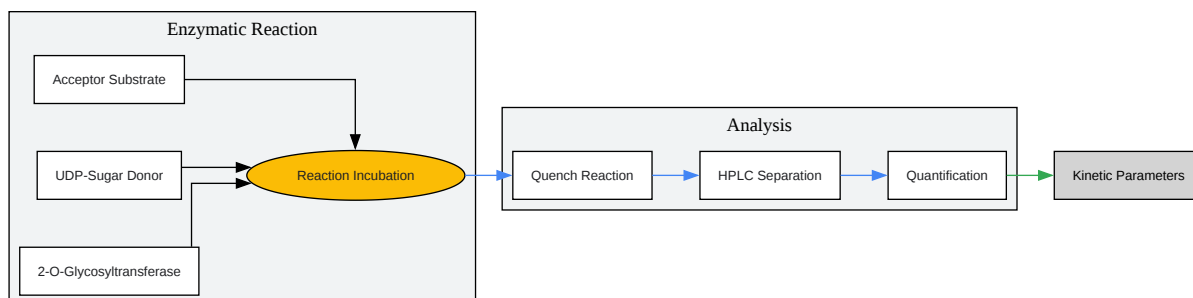 Enzymatic Reaction
Acceptor Substrate
UDP-Sugar Donor
2-O-Glycosyltransferase
Reaction Incubation
Analysis
Quench Reaction
HPLC Separation
Quantification
Kinetic Parameters